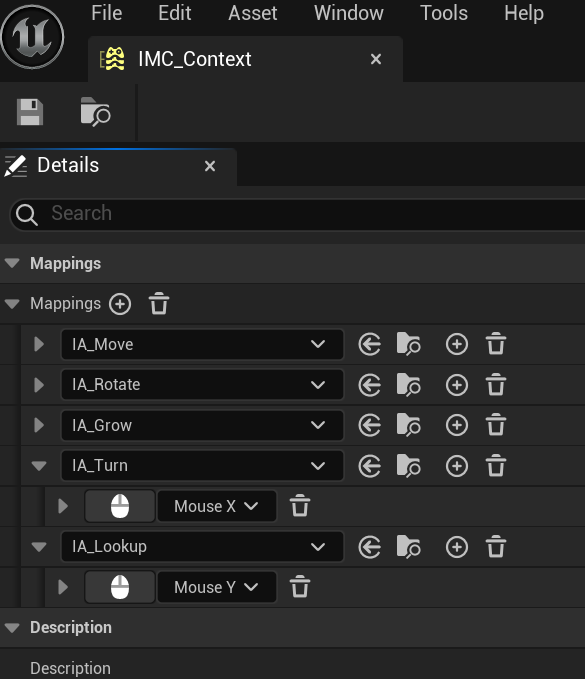 File Edit Asset Window Tools Help
IMC_Context
Details
Search
Mappings
Mappings
IA_Move
IA_Rotate
IA_Grow
IA_Turn
Mouse X
IA_Lookup
Mouse Y
Description
Description